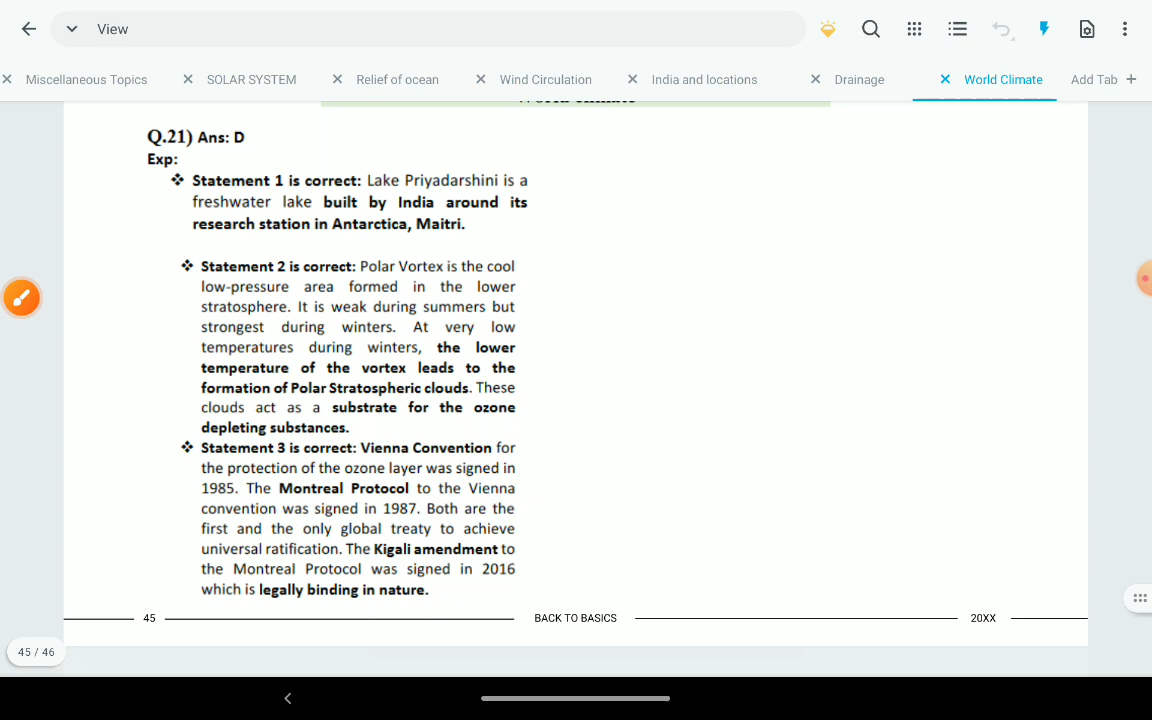 View
Miscellaneous Topics
SOLAR SYSTEM
Relief of ocean
Wind Circulation
India and locations
Drainage
World Climate
Add Tab +
Q.21) Ans: D
Exp:
❖ Statement 1 is correct: Lake Priyadarshini is a
freshwater lake built by India around its
research station in Antarctica, Maitri.
❖ Statement 2 is correct: Polar Vortex is the cool
low-pressure area formed in the lower
stratosphere. It is weak during summers but
strongest during winters. At very low
temperatures during winters, the lower
temperature of the vortex leads to the
formation of Polar Stratospheric clouds. These
clouds act as a substrate for the ozone
depleting substances.
❖ Statement 3 is correct: Vienna Convention for
the protection of the ozone layer was signed in
1985. The Montreal Protocol to the Vienna
convention was signed in 1987. Both are the
first and the only global treaty to achieve
universal ratification. The Kigali amendment to
the Montreal Protocol was signed in 2016
which is legally binding in nature.
45
BACK TO BASICS
20XX
45 / 46